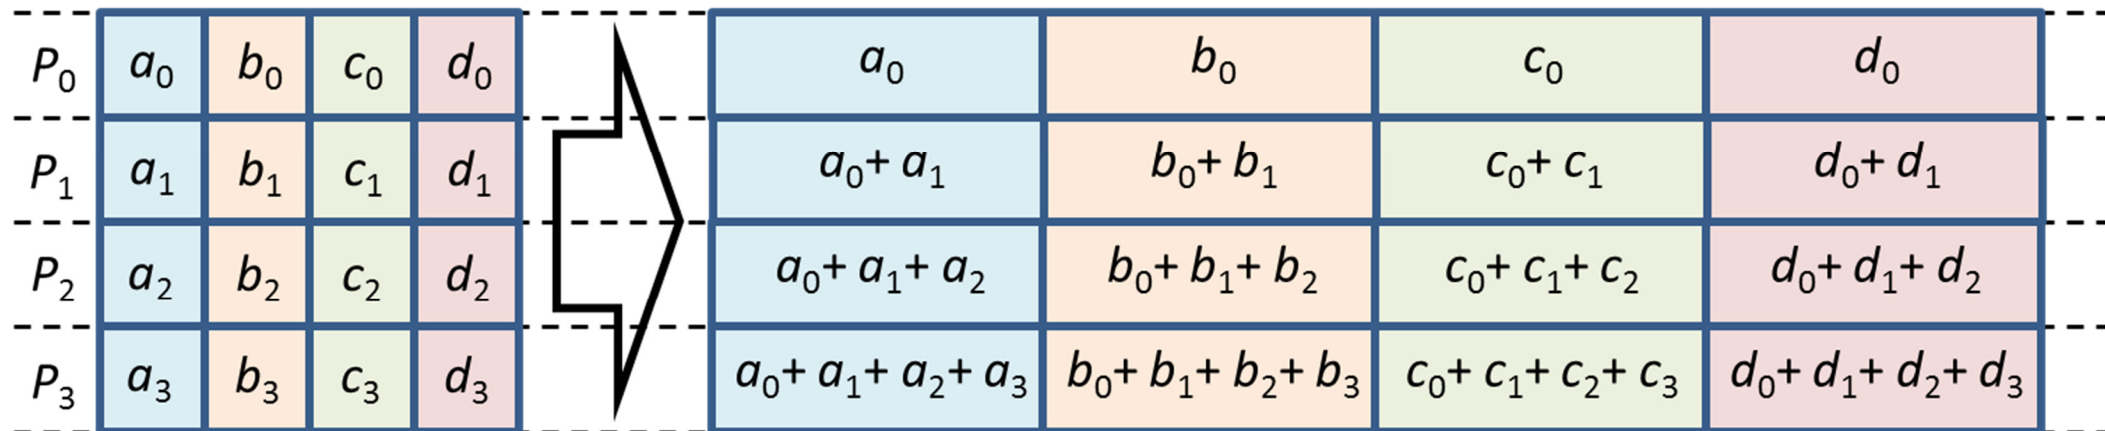 P0 a0 b0 c0 d0 a0 b0 c0 d0
P1 a1 b1 c1 d1 a0+ a1 b0+ b1 c0+ c1 d0+ d1
P2 a2 b2 c2 d2 a0+ a1+ a2 b0+ b1+ b2 c0+ c1+ c2 d0+ d1+ d2
P3 a3 b3 c3 d3 a0+ a1+ a2+ a3 b0+ b1+ b2+ b3 c0+ c1+ c2+ c3 d0+ d1+ d2+ d3